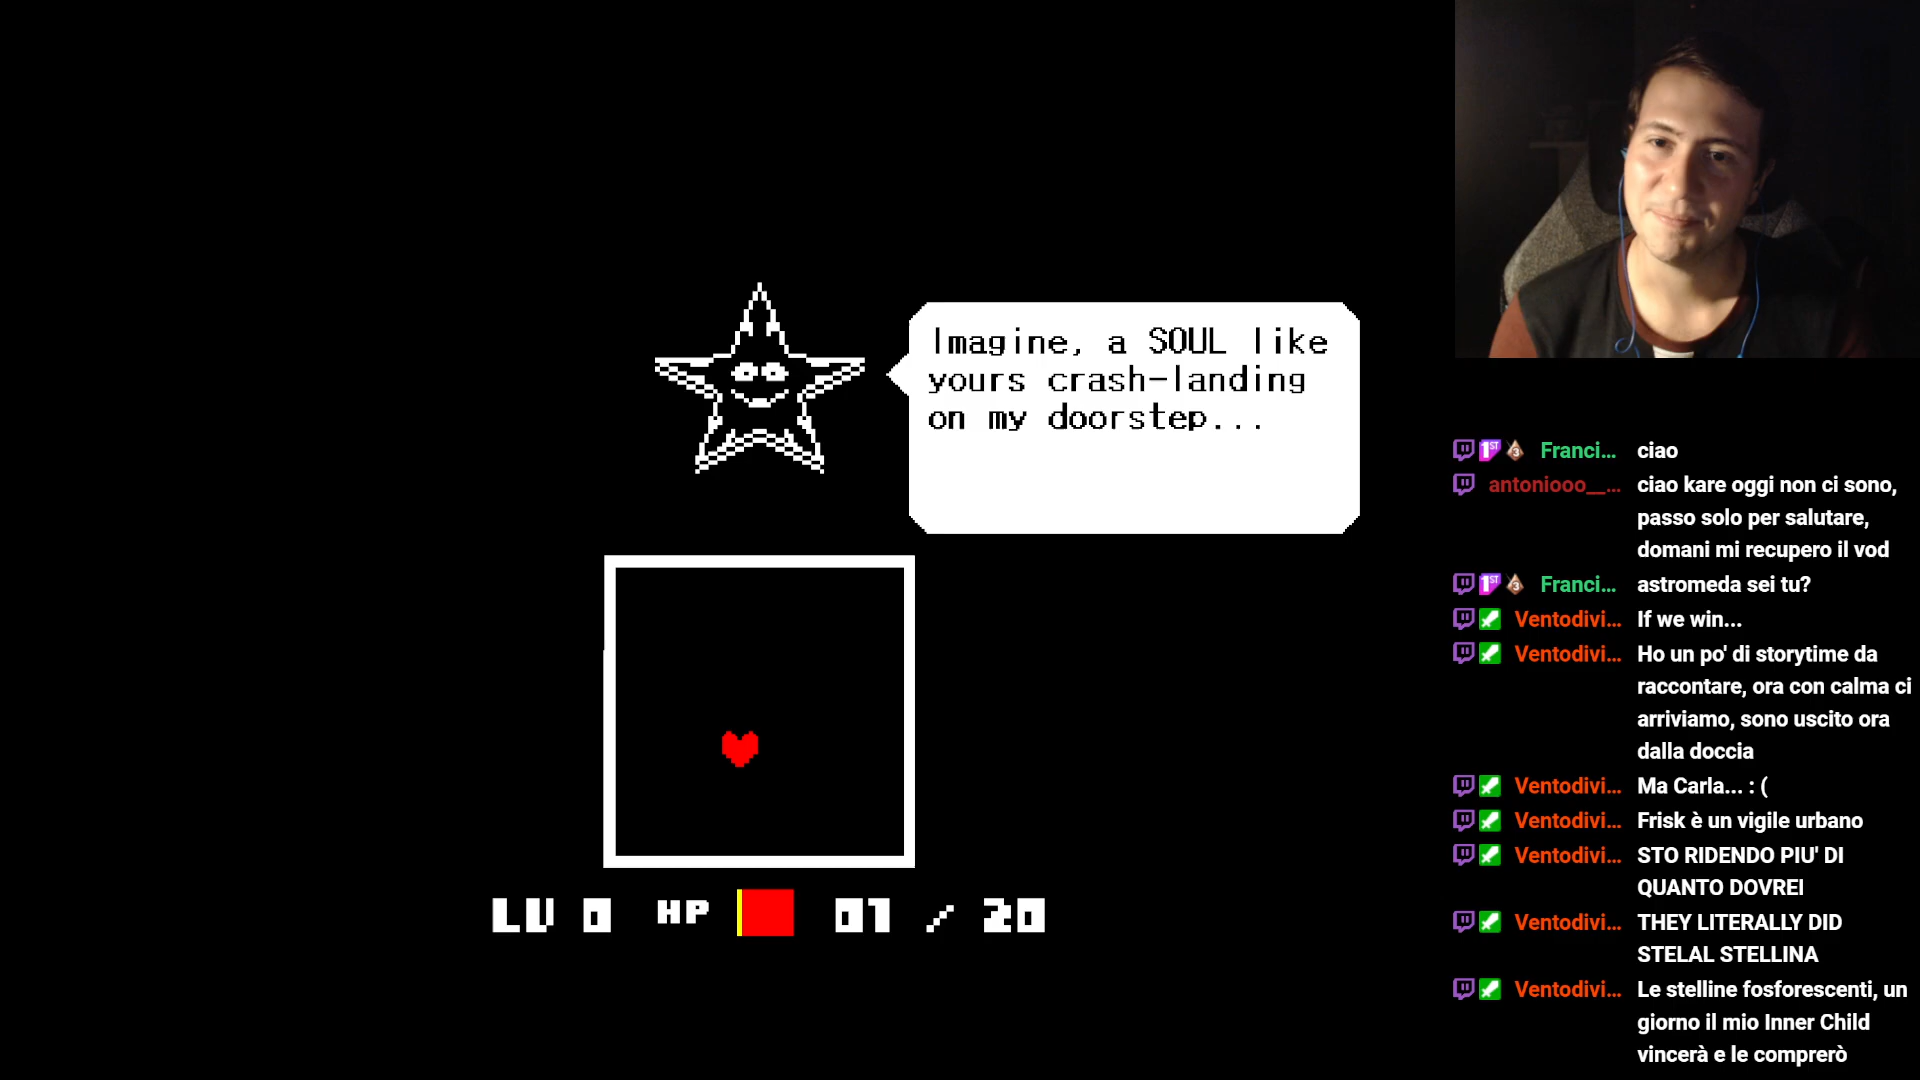 Imagine, a SOUL like
yours crash-landing
on my doorstep...
LV 0 HP 01 / 20
Franci... ciao
antoniooo__... ciao kare oggi non ci sono,
passo solo per salutare,
domani mi recupero il vod
Franci... astromeda sei tu?
Ventodivi... If we win...
Ventodivi... Ho un po' di storytime da
raccontare, ora con calma ci
arriviamo, sono uscito ora
dalla doccia
Ventodivi... Ma Carla... : (
Ventodivi... Frisk è un vigile urbano
Ventodivi... STO RIDENDO PIU' DI
QUANTO DOVREI
Ventodivi... THEY LITERALLY DID
STELAL STELLINA
Ventodivi... Le stelline fosforescenti, un
giorno il mio Inner Child
vincerà e le comprerò